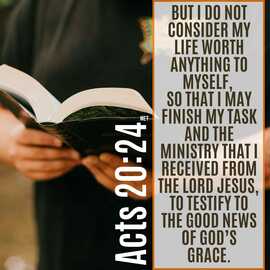 Acts 20:24 NET
BUT I DO NOT
CONSIDER MY
LIFE WORTH
ANYTHING TO
MYSELF,
SO THAT I MAY
FINISH MY TASK
AND THE
MINISTRY THAT I
RECEIVED FROM
THE LORD JESUS,
TO TESTIFY TO
THE GOOD NEWS
OF GOD'S
GRACE.